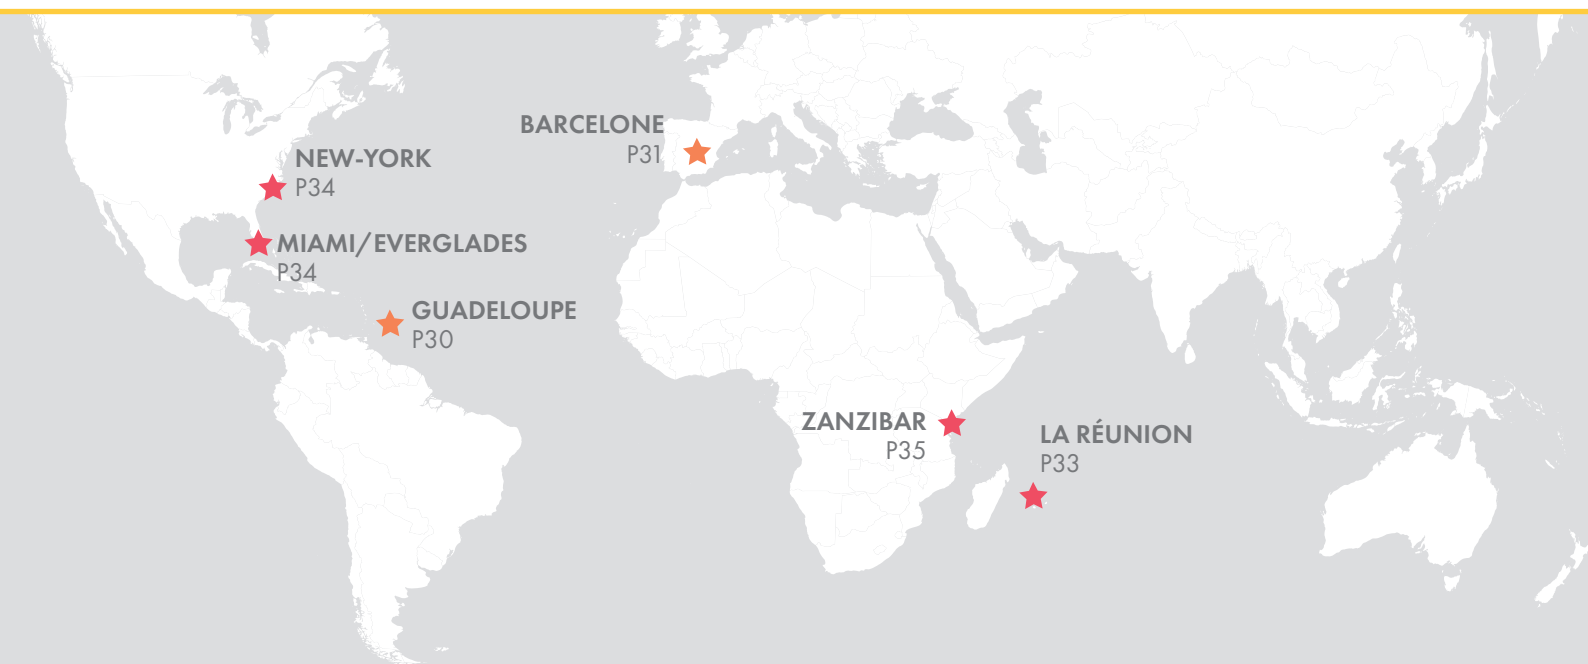 BARCELONE
P31
NEW-YORK
P34
MIAMI/EVERGLADES
P34
GUADELOUPE
P30
ZANZIBAR
P35
LA RÉUNION
P33